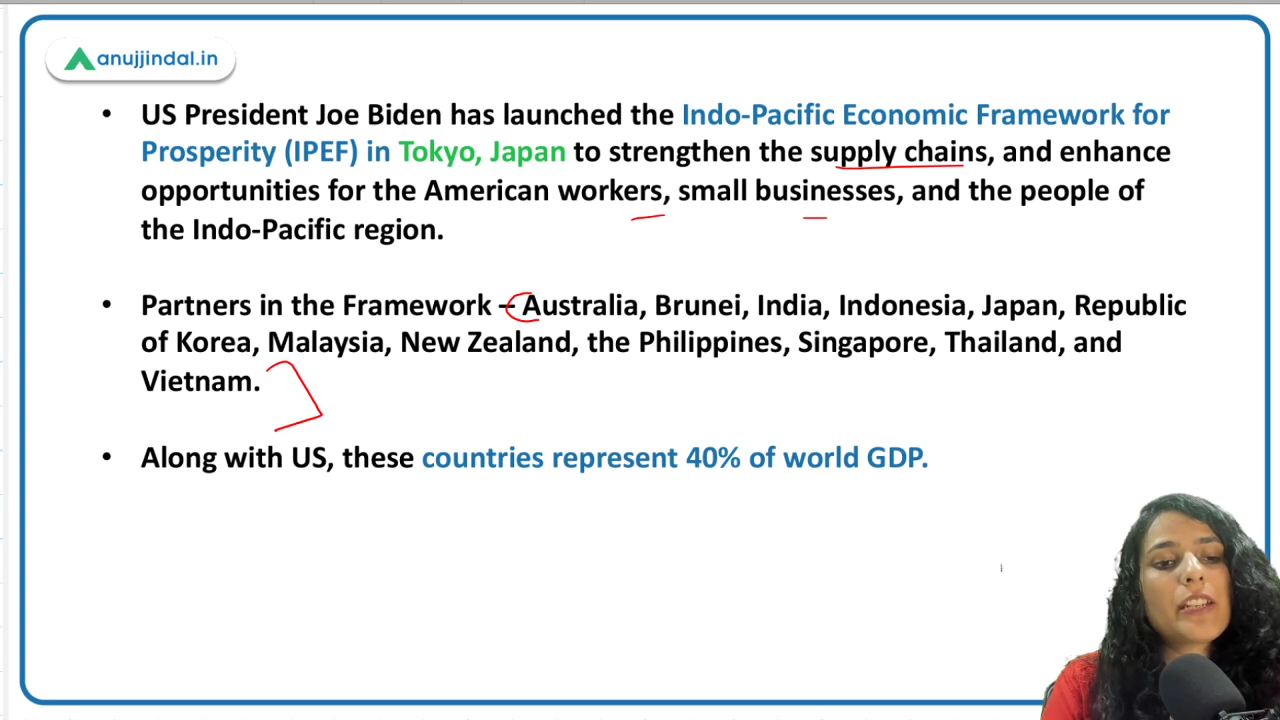 anujjindal.in
• US President Joe Biden has launched the Indo-Pacific Economic Framework for
Prosperity (IPEF) in Tokyo, Japan to strengthen the supply chains, and enhance
opportunities for the American workers, small businesses, and the people of
the Indo-Pacific region.
• Partners in the Framework – Australia, Brunei, India, Indonesia, Japan, Republic
of Korea, Malaysia, New Zealand, the Philippines, Singapore, Thailand, and
Vietnam.
• Along with US, these countries represent 40% of world GDP.